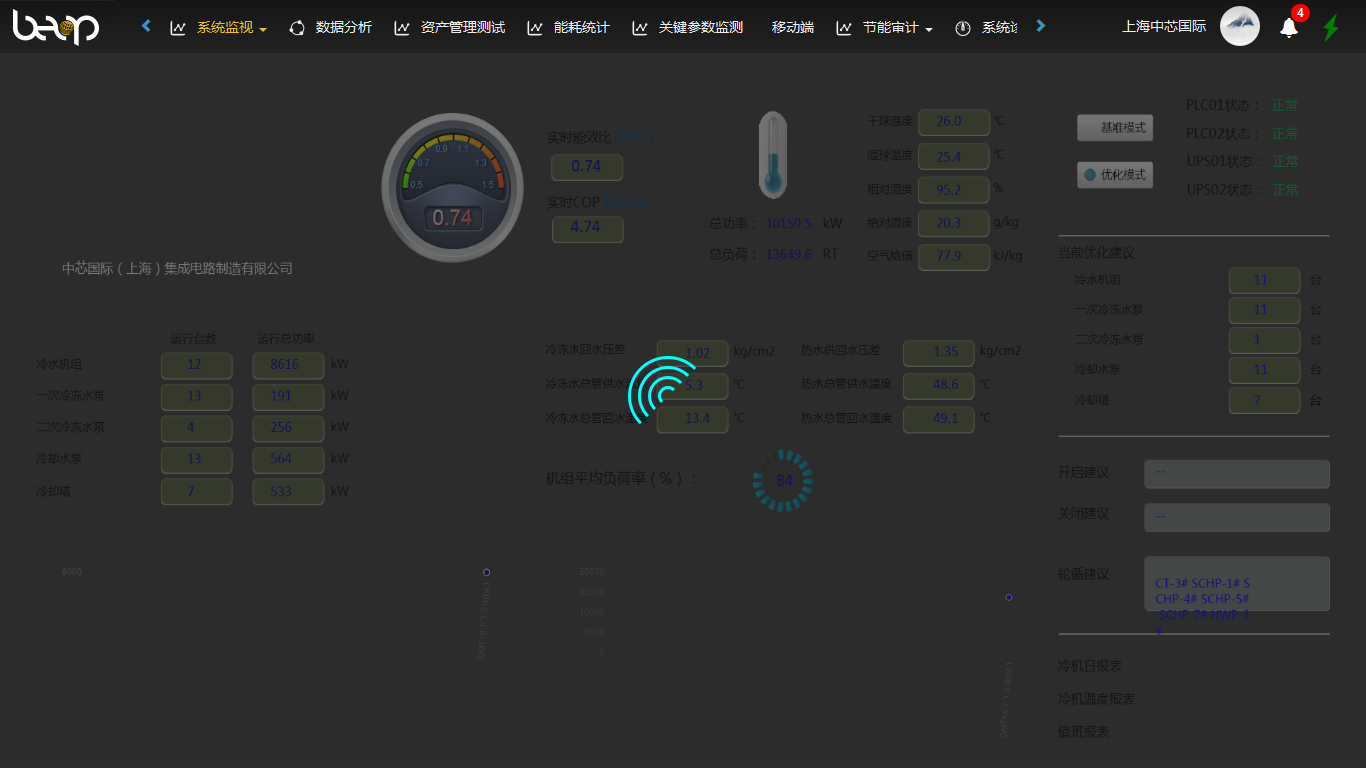 beop
系统监视
数据分析
资产管理测试
能耗统计
关键参数监测
移动端
节能审计
上海中芯国际
4
PLC01状态： 正常
PLC02状态： 正常
UPS01状态： 正常
UPS02状态： 正常
基准模式
优化模式
0.5 0.7 0.9 1.1 1.3 1.5
0.74
实时能效比
0.74
实时COP
4.74
总功率： 10159.5 kW
总负荷： 13649.6 RT
干球温度 26.0 ℃
湿球温度 25.4 ℃
相对湿度 95.2 %
绝对湿度 20.3 g/kg
空气焓值 77.9 kJ/kg
中芯国际（上海）集成电路制造有限公司
运行台数 运行总功率
冷水机组 12 8616 kW
一次冷冻水泵 13 191 kW
二次冷冻水泵 4 256 kW
冷却水泵 13 564 kW
冷却塔 7 533 kW
冷冻水回水压差 1.02 kg/cm2
冷冻水总管供水 5.3 ℃
冷冻水总管回水温度 13.4 ℃
热水供回水压差 1.35 kg/cm2
热水总管供水温度 48.6 ℃
热水总管回水温度 49.1 ℃
机组平均负荷率（%）： 84
当前优化建议
冷水机组 11 台
一次冷冻水泵 11 台
二次冷冻水泵 1 台
冷却水泵 11 台
冷却塔 7 台
开启建议 --
关闭建议 --
轮循建议
CT-3# SCHP-1# S
CHP-4# SCHP-5#
SCHP-7# HWP-3
#
冷机日报表
冷机温度报表
值班报表
20000
15000
10000
5000
0